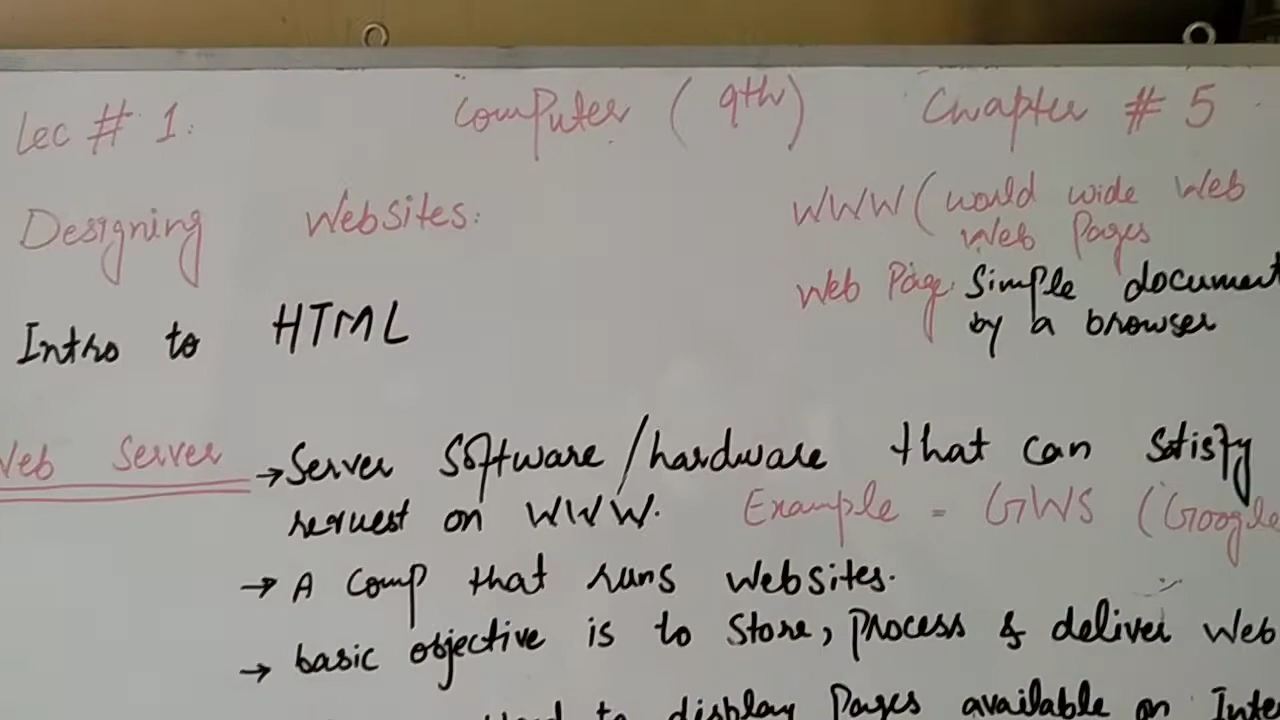 Lec # 1: Computer (9th) Chapter # 5
Designing Websites:
WWW (world wide Web
Web Pages
Web Page: Simple document
by a browser
Intro to HTML
Web Server → Server Software/hardware that can satisfy
request on WWW. Example = GWS (Google
→ A Comp that runs websites.
→ basic objective is to Store, Process & deliver Web
to display Pages available on Inte